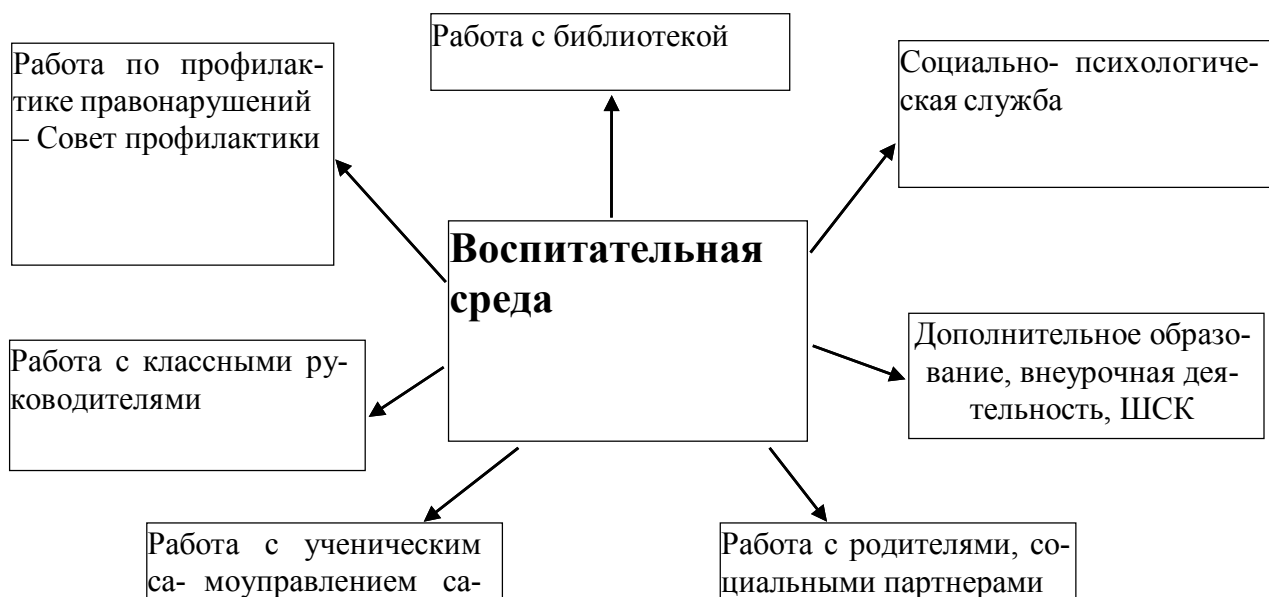 Работа с библиотекой
Работа по профилак-
тике правонарушений
– Совет профилактики
Социально- психологиче-
ская служба
Воспитательная
среда
Работа с классными ру-
ководителями
Дополнительное образо-
вание, внеурочная дея-
тельность, ШСК
Работа с ученическим
са- моуправлением са-
Работа с родителями, со-
циальными партнерами